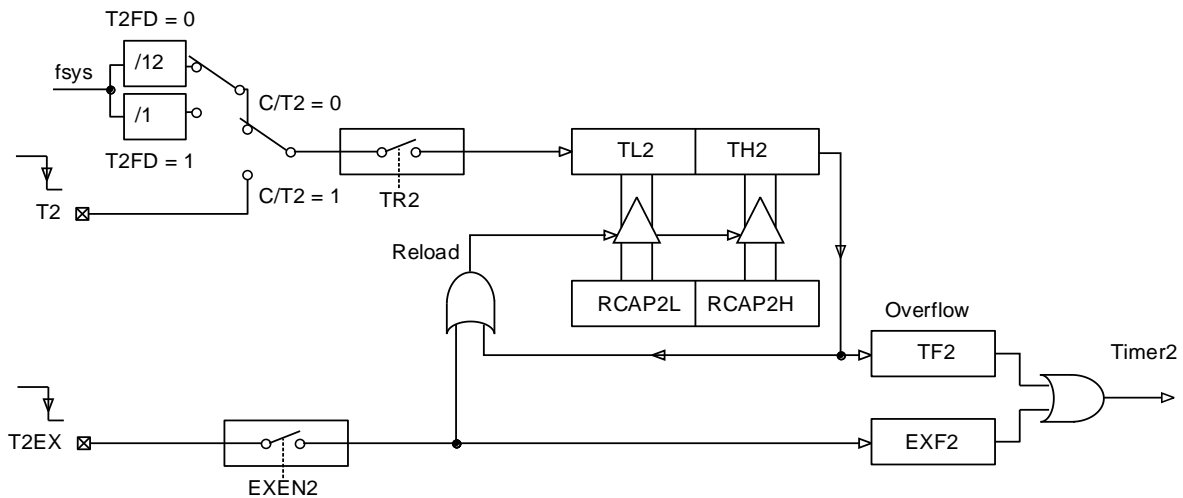 T2FD = 0
/12
fsys
C/T2 = 0
/1
T2FD = 1
TL2 TH2
C/T2 = 1
TR2
T2
Reload
RCAP2L RCAP2H
Overflow
TF2
Timer2
T2EX
EXF2
EXEN2